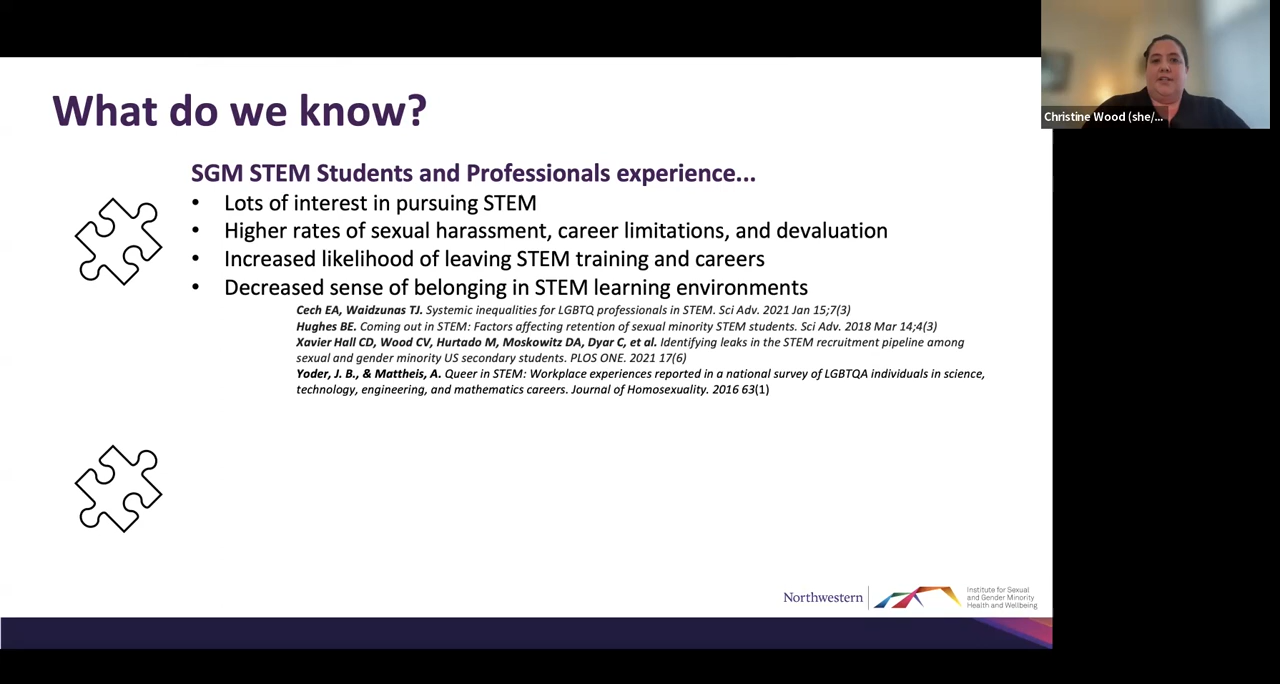 What do we know?
Christine Wood (she/...
SGM STEM Students and Professionals experience...
• Lots of interest in pursuing STEM
• Higher rates of sexual harassment, career limitations, and devaluation
• Increased likelihood of leaving STEM training and careers
• Decreased sense of belonging in STEM learning environments
Cech EA, Waidzunas TJ. Systemic inequalities for LGBTQ professionals in STEM. Sci Adv. 2021 Jan 15;7(3)
Hughes BE. Coming out in STEM: Factors affecting retention of sexual minority STEM students. Sci Adv. 2018 Mar 14;4(3)
Xavier Hall CD, Wood CV, Hurtado M, Moskowitz DA, Dyar C, et al. Identifying leaks in the STEM recruitment pipeline among
sexual and gender minority US secondary students. PLOS ONE. 2021 17(6)
Yoder, J. B., & Mattheis, A. Queer in STEM: Workplace experiences reported in a national survey of LGBTQA individuals in science,
technology, engineering, and mathematics careers. Journal of Homosexuality. 2016 63(1)
Northwestern
Institute for Sexual
and Gender Minority
Health and Wellbeing